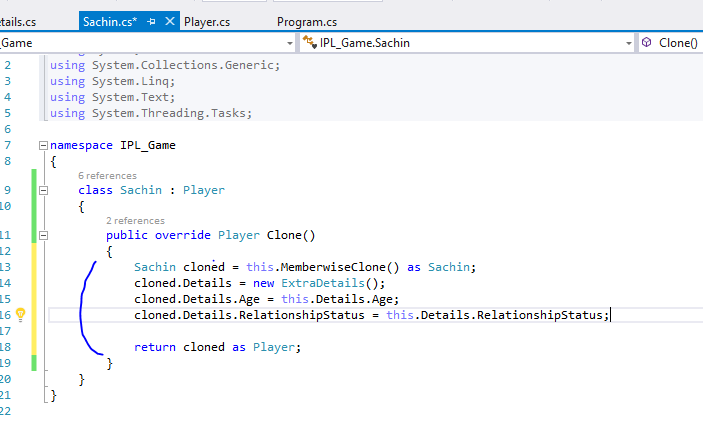 etails.cs Sachin.cs* Player.cs Program.cs
_Game IPL_Game.Sachin Clone()
2 using System.Collections.Generic;
3 using System.Linq;
4 using System.Text;
5 using System.Threading.Tasks;
6
7 namespace IPL_Game
8 {
6 references
9 class Sachin : Player
10 {
2 references
11 public override Player Clone()
12 {
13 Sachin cloned = this.MemberwiseClone() as Sachin;
14 cloned.Details = new ExtraDetails();
15 cloned.Details.Age = this.Details.Age;
16 cloned.Details.RelationshipStatus = this.Details.RelationshipStatus;
17
18 return cloned as Player;
19 }
20 }
21 }
22